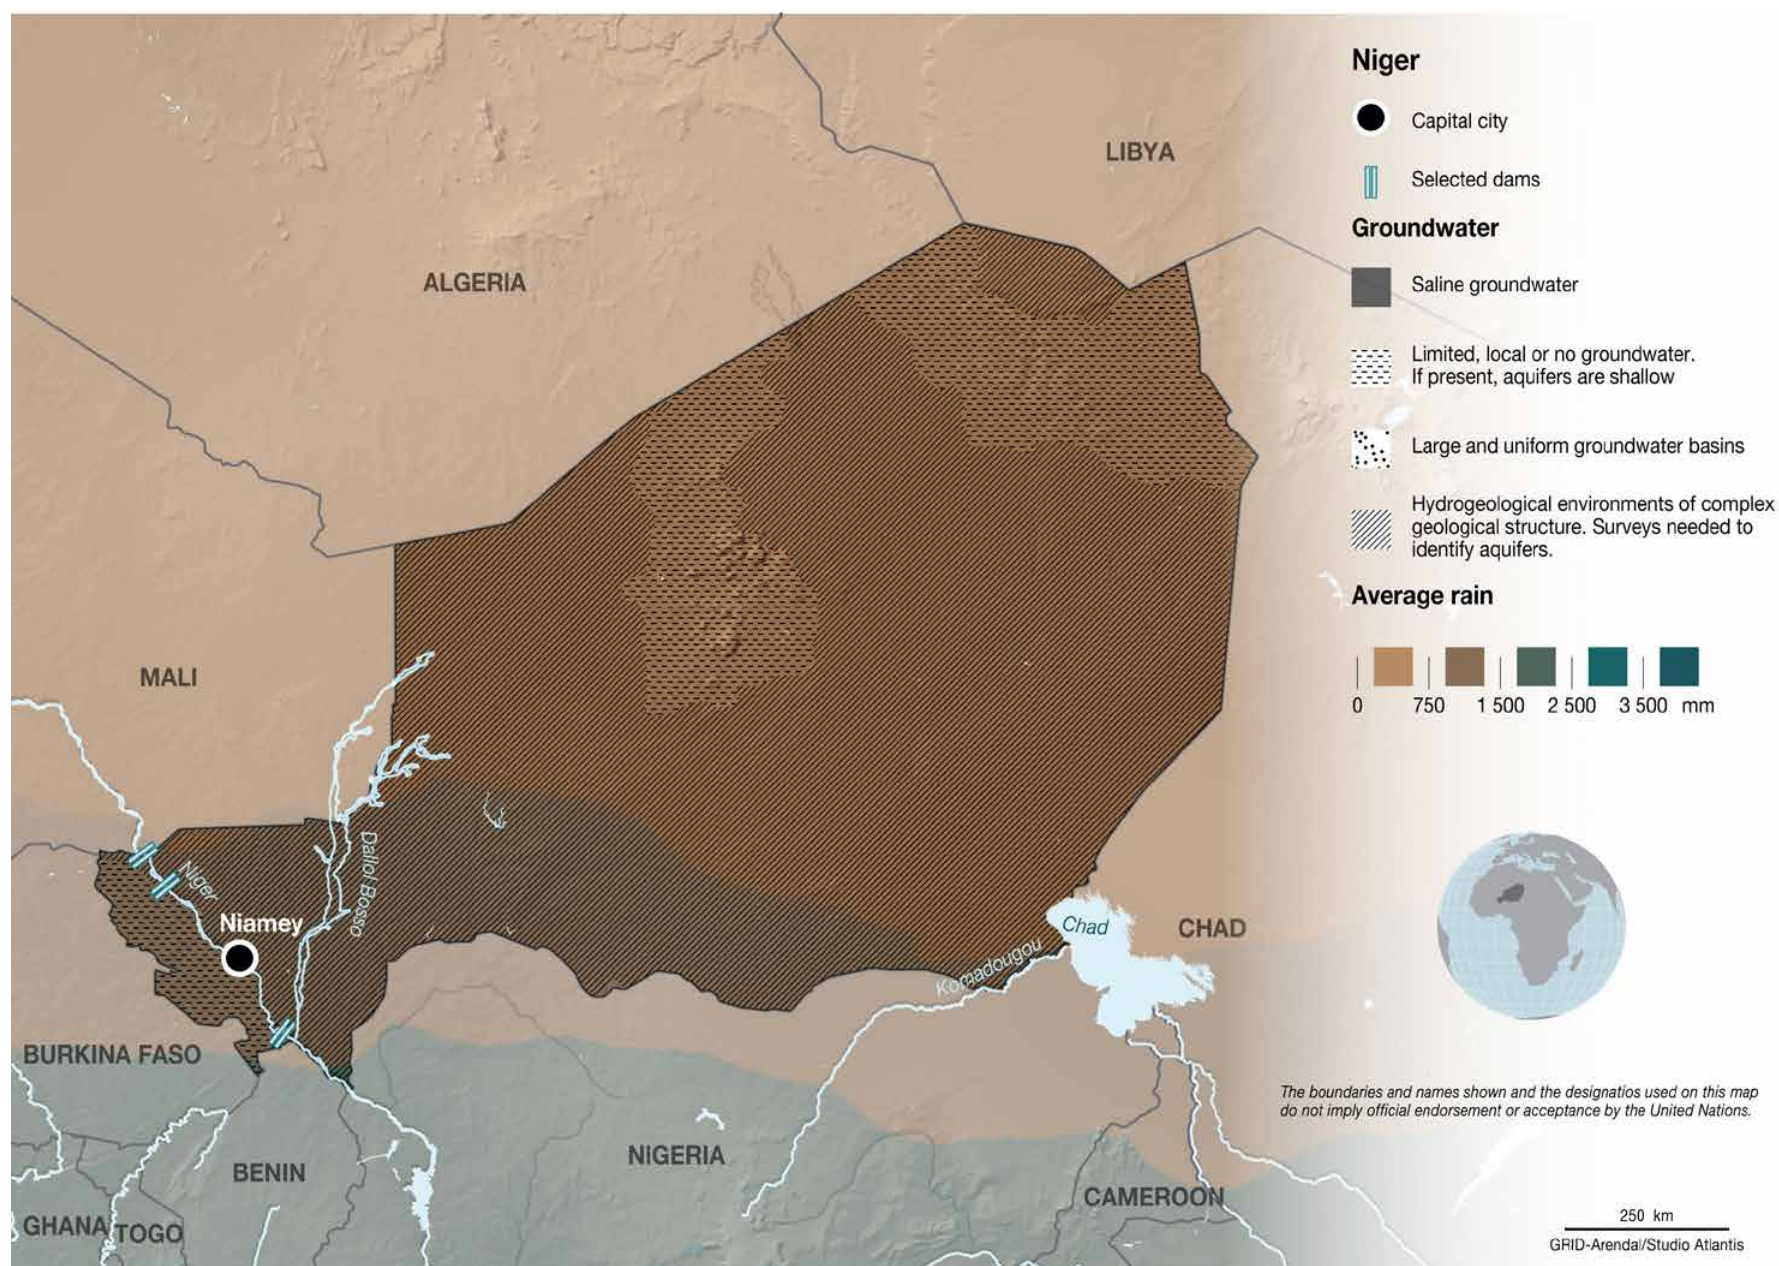 LIBYA
ALGERIA
MALI
Niger
Dallol Bosso
Niamey
Chad
CHAD
Komadougou
BURKINA FASO
NIGERIA
BENIN
CAMEROON
GHANA
TOGO
Niger
Capital city
Selected dams
Groundwater
Saline groundwater
Limited, local or no groundwater.
If present, aquifers are shallow
Large and uniform groundwater basins
Hydrogeological environments of complex
geological structure. Surveys needed to
identify aquifers.
Average rain
0 750 1 500 2 500 3 500 mm
The boundaries and names shown and the designatios used on this map
do not imply official endorsement or acceptance by the United Nations.
250 km
GRID-Arendal/Studio Atlantis